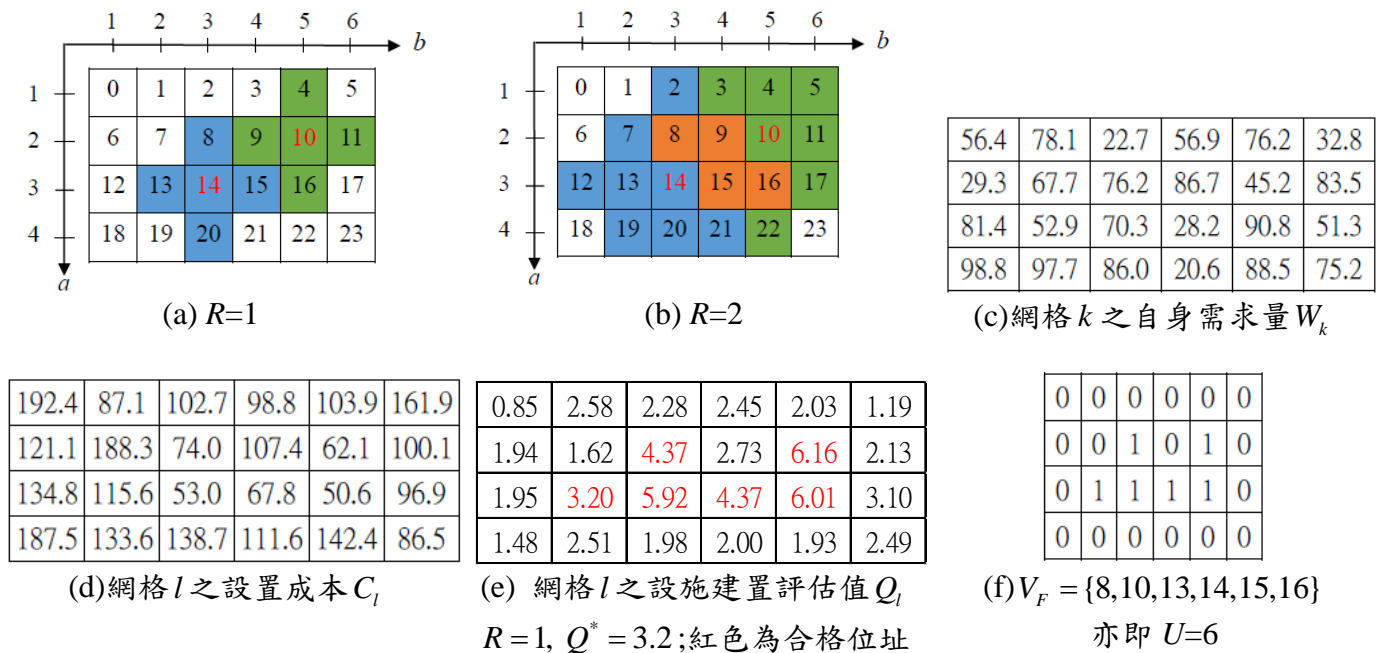 1 2 3 4 5 6
b
1 0 1 2 3 4 5
2 6 7 8 9 10 11
3 12 13 14 15 16 17
4 18 19 20 21 22 23
a
(a) R=1
1 2 3 4 5 6
b
1 0 1 2 3 4 5
2 6 7 8 9 10 11
3 12 13 14 15 16 17
4 18 19 20 21 22 23
a
(b) R=2
56.4 78.1 22.7 56.9 76.2 32.8
29.3 67.7 76.2 86.7 45.2 83.5
81.4 52.9 70.3 28.2 90.8 51.3
98.8 97.7 86.0 20.6 88.5 75.2
(c)網格 k 之自身需求量 W_k
192.4 87.1 102.7 98.8 103.9 161.9
121.1 188.3 74.0 107.4 62.1 100.1
134.8 115.6 53.0 67.8 50.6 96.9
187.5 133.6 138.7 111.6 142.4 86.5
(d)網格 l 之設置成本 C_l
0.85 2.58 2.28 2.45 2.03 1.19
1.94 1.62 4.37 2.73 6.16 2.13
1.95 3.20 5.92 4.37 6.01 3.10
1.48 2.51 1.98 2.00 1.93 2.49
(e) 網格 l 之設施建置評估值 Q_l
R = 1, Q^* = 3.2 ;紅色為合格位址
0 0 0 0 0 0
0 0 1 0 1 0
0 1 1 1 1 0
0 0 0 0 0 0
(f) V_F = {8,10,13,14,15,16}
亦即 U=6